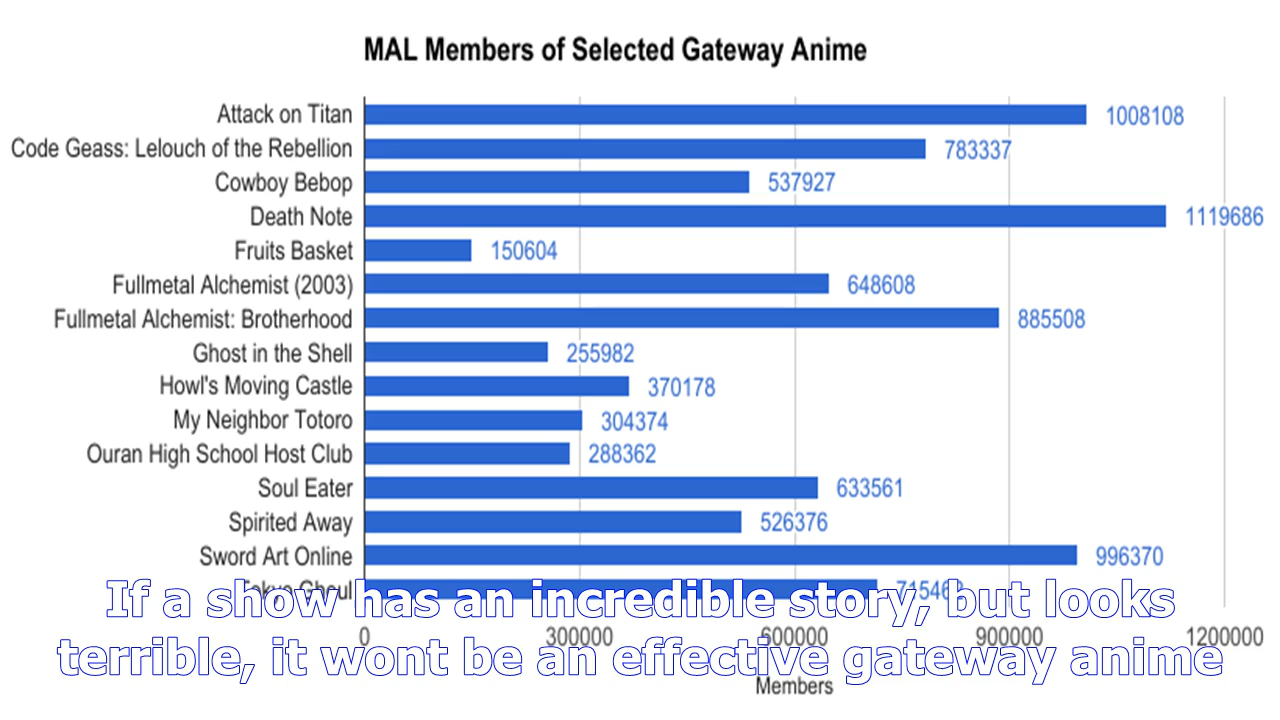 MAL Members of Selected Gateway Anime
Attack on Titan 1008108
Code Geass: Lelouch of the Rebellion 783337
Cowboy Bebop 537927
Death Note 1119686
Fruits Basket 150604
Fullmetal Alchemist (2003) 648608
Fullmetal Alchemist: Brotherhood 885508
Ghost in the Shell 255982
Howl's Moving Castle 370178
My Neighbor Totoro 304374
Ouran High School Host Club 288362
Soul Eater 633561
Spirited Away 526376
Sword Art Online 996370
Tokyo Ghoul
If a show has an incredible story, but looks
0 300000 600000 900000 1200000
terrible, it wont be an effective gateway anime
Members